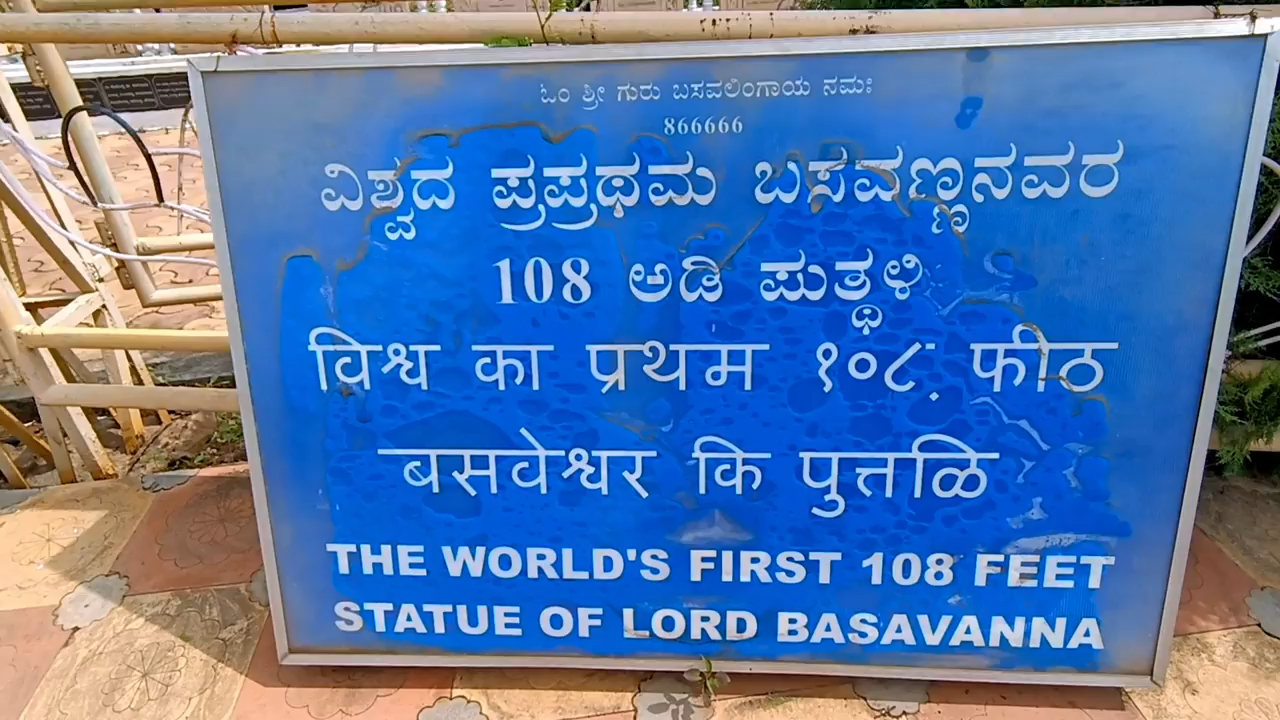 ಓಂ ಶ್ರೀ ಗುರು ಬಸವಲಿಂಗಾಯ ನಮಃ
866666
ವಿಶ್ವದ ಪ್ರಪ್ರಥಮ ಬಸವಣ್ಣನವರ
108 ಅಡಿ ಪುತ್ಥಳಿ
विश्व का प्रथम १०८ फीठ
बसवेश्वर कि पुत्तळि
THE WORLD'S FIRST 108 FEET
STATUE OF LORD BASAVANNA